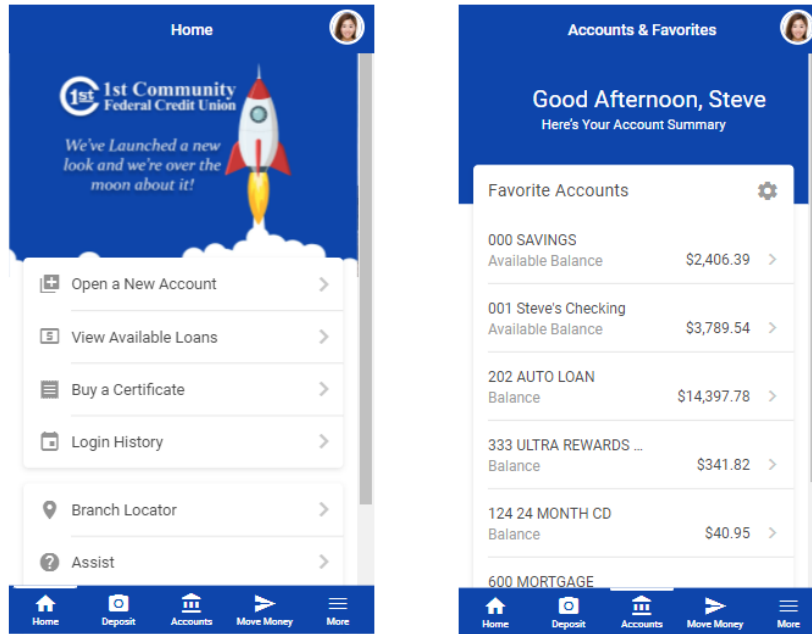 Home
1st
1st Community
Federal Credit Union
We've Launched a new
look and we're over the
moon about it!
Open a New Account
View Available Loans
Buy a Certificate
Login History
Branch Locator
Assist
Home Deposit Accounts Move Money More
Accounts & Favorites
Good Afternoon, Steve
Here's Your Account Summary
Favorite Accounts
000 SAVINGS
Available Balance $2,406.39
001 Steve's Checking
Available Balance $3,789.54
202 AUTO LOAN
Balance $14,397.78
333 ULTRA REWARDS ...
Balance $341.82
124 24 MONTH CD
Balance $40.95
600 MORTGAGE
Home Deposit Accounts Move Money More